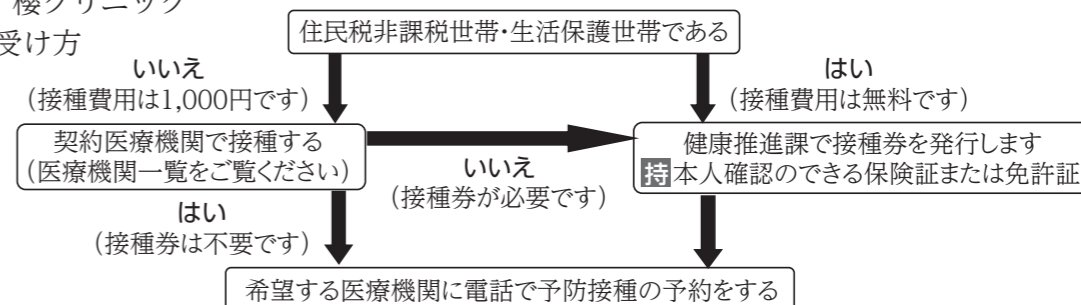 櫻クリニック
受け方
住民税非課税世帯・生活保護世帯である
いいえ
（接種費用は1,000円です）
はい
（接種費用は無料です）
契約医療機関で接種する
（医療機関一覧をご覧ください）
いいえ
（接種券が必要です）
健康推進課で接種券を発行します
持本人確認のできる保険証または免許証
はい
（接種券は不要です）
希望する医療機関に電話で予防接種の予約をする